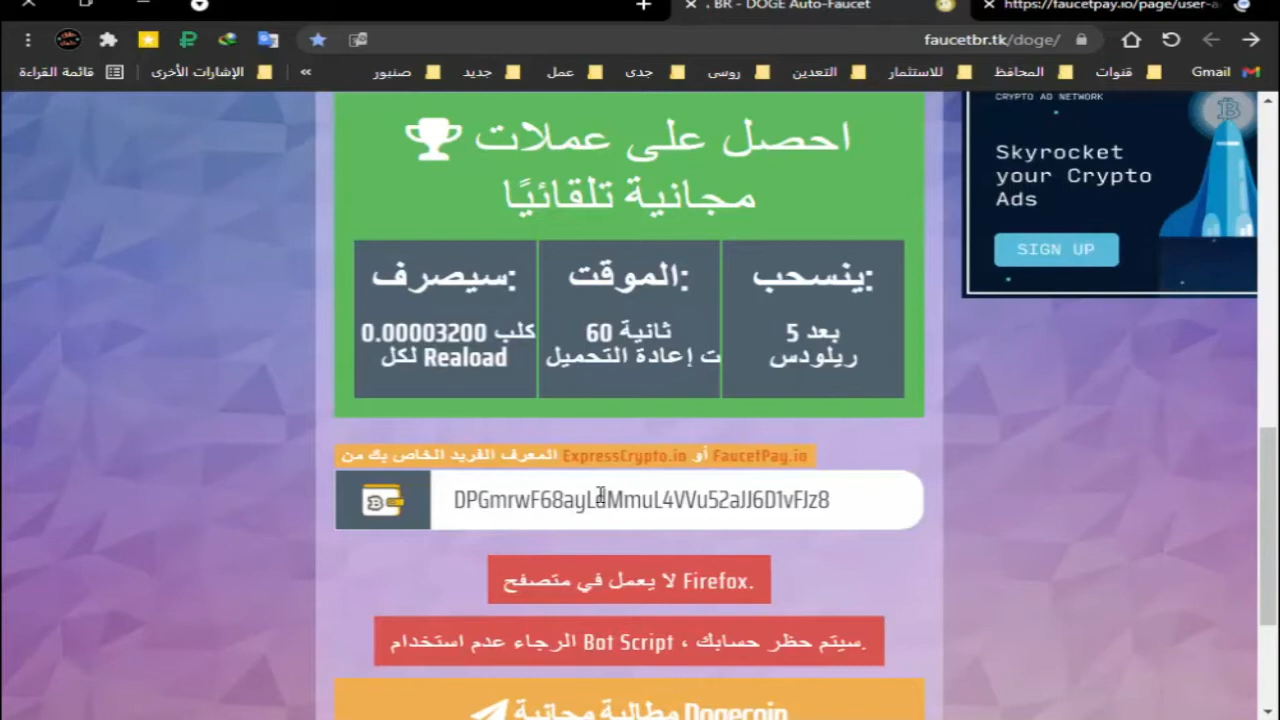 BR - DOGE Auto-Faucet
https://faucetpay.io/page/user-a
faucetbr.tk/doge/
Gmail
قنوات
المحافظ
للاستثمار
التعدين
روسى
جدى
عمل
جديد
صنبور
»
الإشارات الأخرى
قائمة القراءة
احصل على عملات
مجانية تلقائيًا
ينسحب:
بعد 5
ريلودس
الموقت:
60 ثانية
ت إعادة التحميل
سيصرف:
0.00003200 كلب
لكل Reaload
CRYPTO AD NETWORK
Skyrocket
your Crypto
Ads
SIGN UP
المعرف الفريد الخاص بك من ExpressCrypto.io أو FaucetPay.io
DPGmrwF68ayLaMmuL4VVu52aJJ6D1vFJz8
لا يعمل في متصفح Firefox.
الرجاء عدم استخدام Bot Script ، سيتم حظر حسابك.
مطالبة مجانية Dogecoin